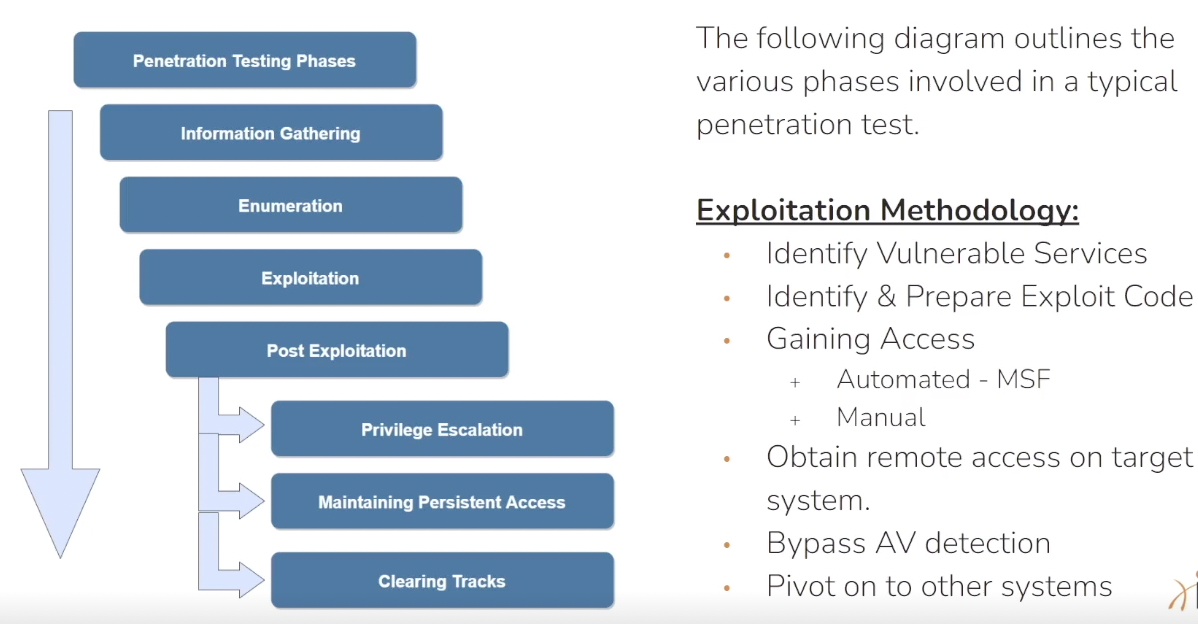 Penetration Testing Phases
Information Gathering
Enumeration
Exploitation
Post Exploitation
Privilege Escalation
Maintaining Persistent Access
Clearing Tracks
The following diagram outlines the
various phases involved in a typical
penetration test.
Exploitation Methodology:
• Identify Vulnerable Services
• Identify & Prepare Exploit Code
• Gaining Access
+ Automated - MSF
+ Manual
• Obtain remote access on target
system.
• Bypass AV detection
• Pivot on to other systems